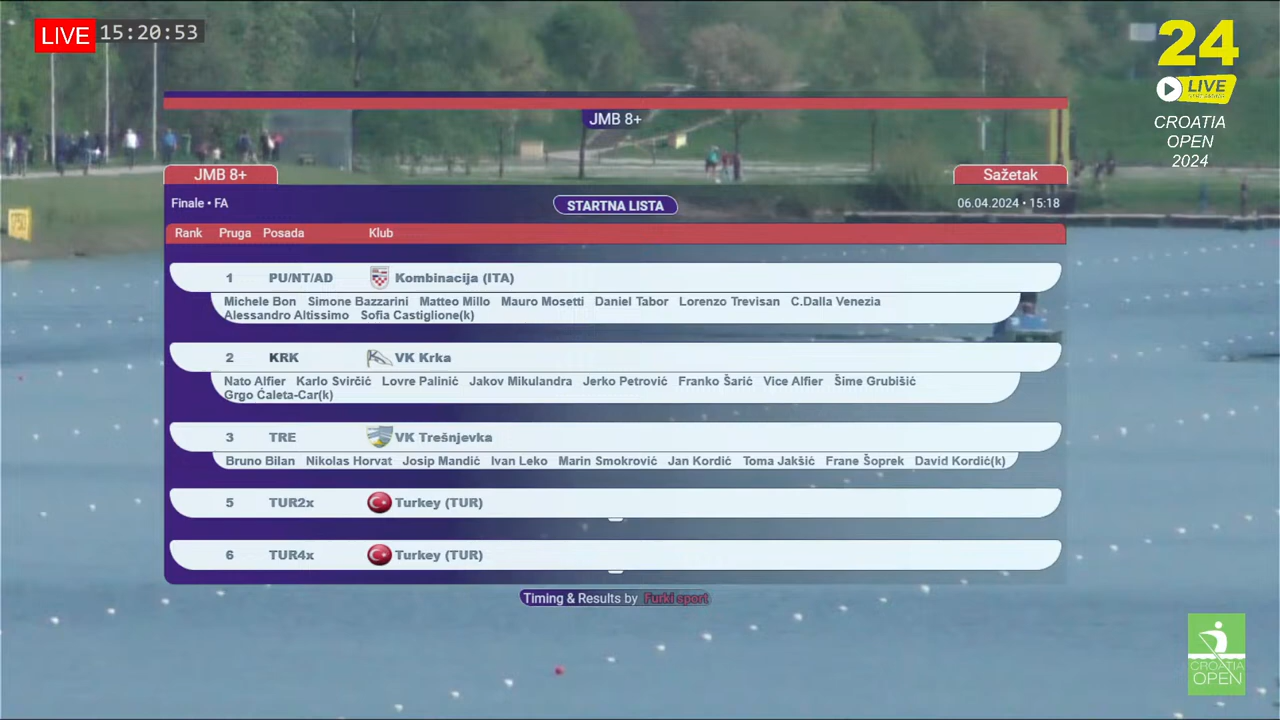 LIVE 15:20:53
24
LIVE
CROATIA
OPEN
2024
JMB 8+
JMB 8+ Sažetak
Finale • FA STARTNA LISTA 06.04.2024 • 15:18
Rank Pruga Posada Klub
1 PU/NT/AD Kombinacija (ITA)
Michele Bon Simone Bazzarini Matteo Millo Mauro Mosetti Daniel Tabor Lorenzo Trevisan C.Dalla Venezia
Alessandro Altissimo Sofia Castiglione(k)
2 KRK VK Krka
Nato Alfier Karlo Svirčić Lovre Palinić Jakov Mikulandra Jerko Petrović Franko Šarić Vice Alfier Šime Grubišić
Grgo Ćaleta-Car(k)
3 TRE VK Trešnjevka
Bruno Bilan Nikolas Horvat Josip Mandić Ivan Leko Marin Smokrović Jan Kordić Toma Jakšić Frane Šoprek David Kordić(k)
5 TUR2x Turkey (TUR)
6 TUR4x Turkey (TUR)
Timing & Results by Furki sport
CROATIA
OPEN